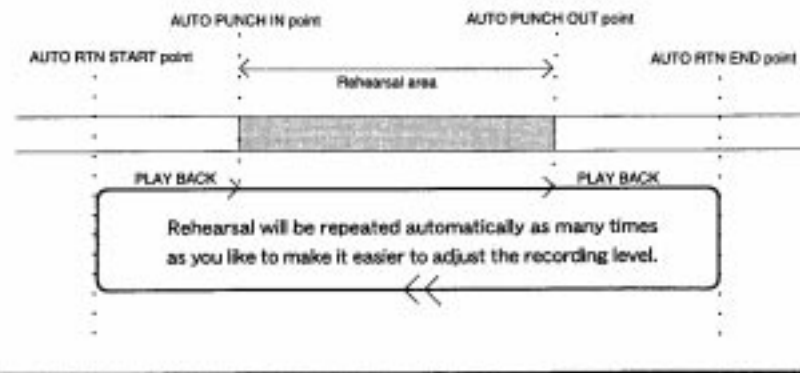 AUTO PUNCH IN point
AUTO PUNCH OUT point
AUTO RTN START point
AUTO RTN END point
Rehearsal area
PLAY BACK
PLAY BACK
Rehearsal will be repeated automatically as many times
as you like to make it easier to adjust the recording level.